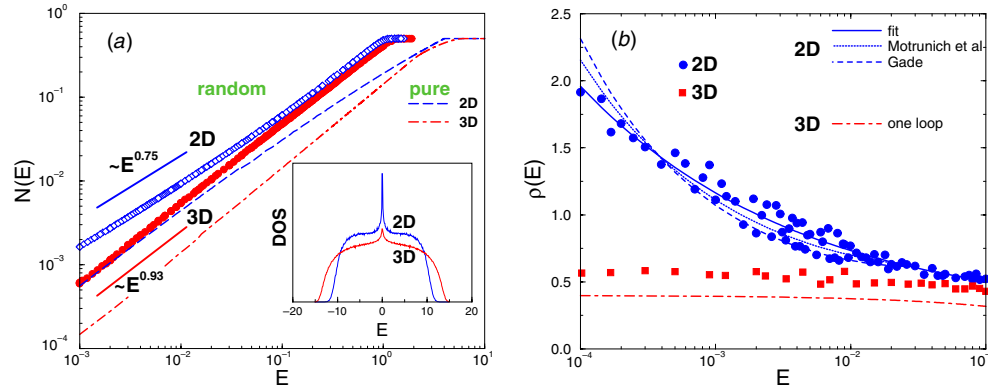 (a)
random
pure
2D
3D
2D
~E^0.75
3D
~E^0.93
N(E)
10^0
10^-1
10^-2
10^-3
10^-4
10^-3
10^-2
10^-1
10^0
10^1
E
DOS
2D
3D
-20
-10
0
10
20
E
(b)
2D
3D
2D
fit
Motrunich et al
Gade
3D
one loop
ρ(E)
2.5
2.0
1.5
1.0
0.5
0.0
10^-4
10^-3
10^-2
10^-1
E